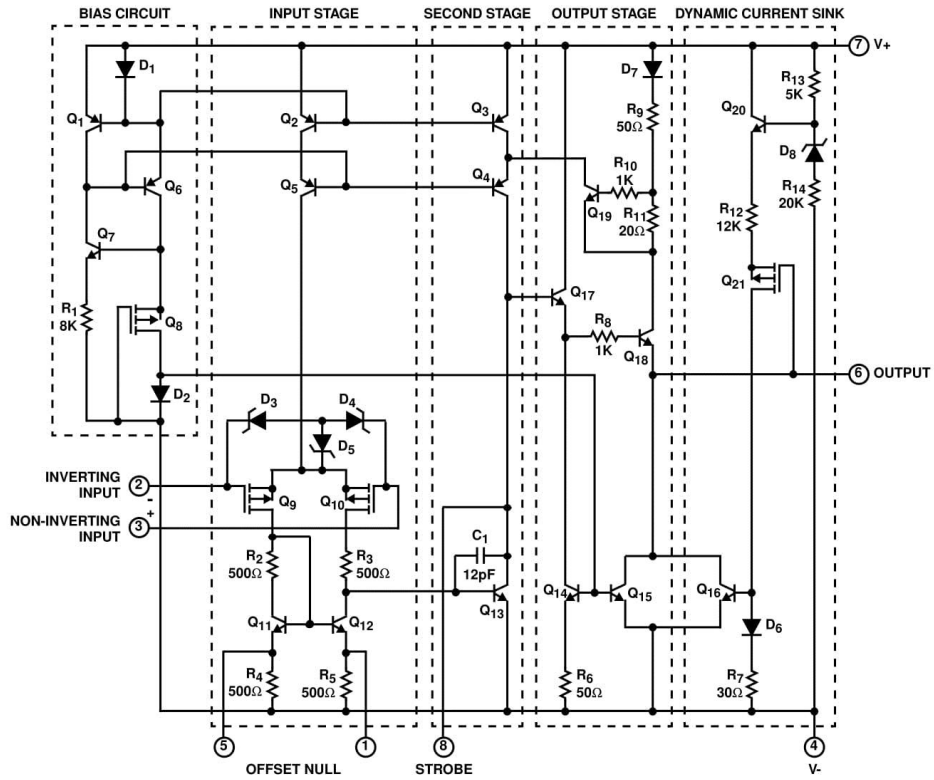 BIAS CIRCUIT
INPUT STAGE
SECOND STAGE
OUTPUT STAGE
DYNAMIC CURRENT SINK
7 V+
D1
D7
R13
5K
Q1
Q2
Q3
Q20
R9
50Ω
D8
R10
1K
Q6
Q5
Q4
Q19
R11
20Ω
R14
20K
R12
12K
Q7
Q21
Q17
R1
8K
Q8
R8
1K
Q18
6 OUTPUT
D2
D3
D4
D5
INVERTING
INPUT
2
-
Q9
Q10
NON-INVERTING
INPUT
3
+
C1
12pF
R2
500Ω
R3
500Ω
Q13
Q14
Q15
Q16
Q11
Q12
D6
R4
500Ω
R5
500Ω
R6
50Ω
R7
30Ω
5
1
8
4
OFFSET NULL
STROBE
V-